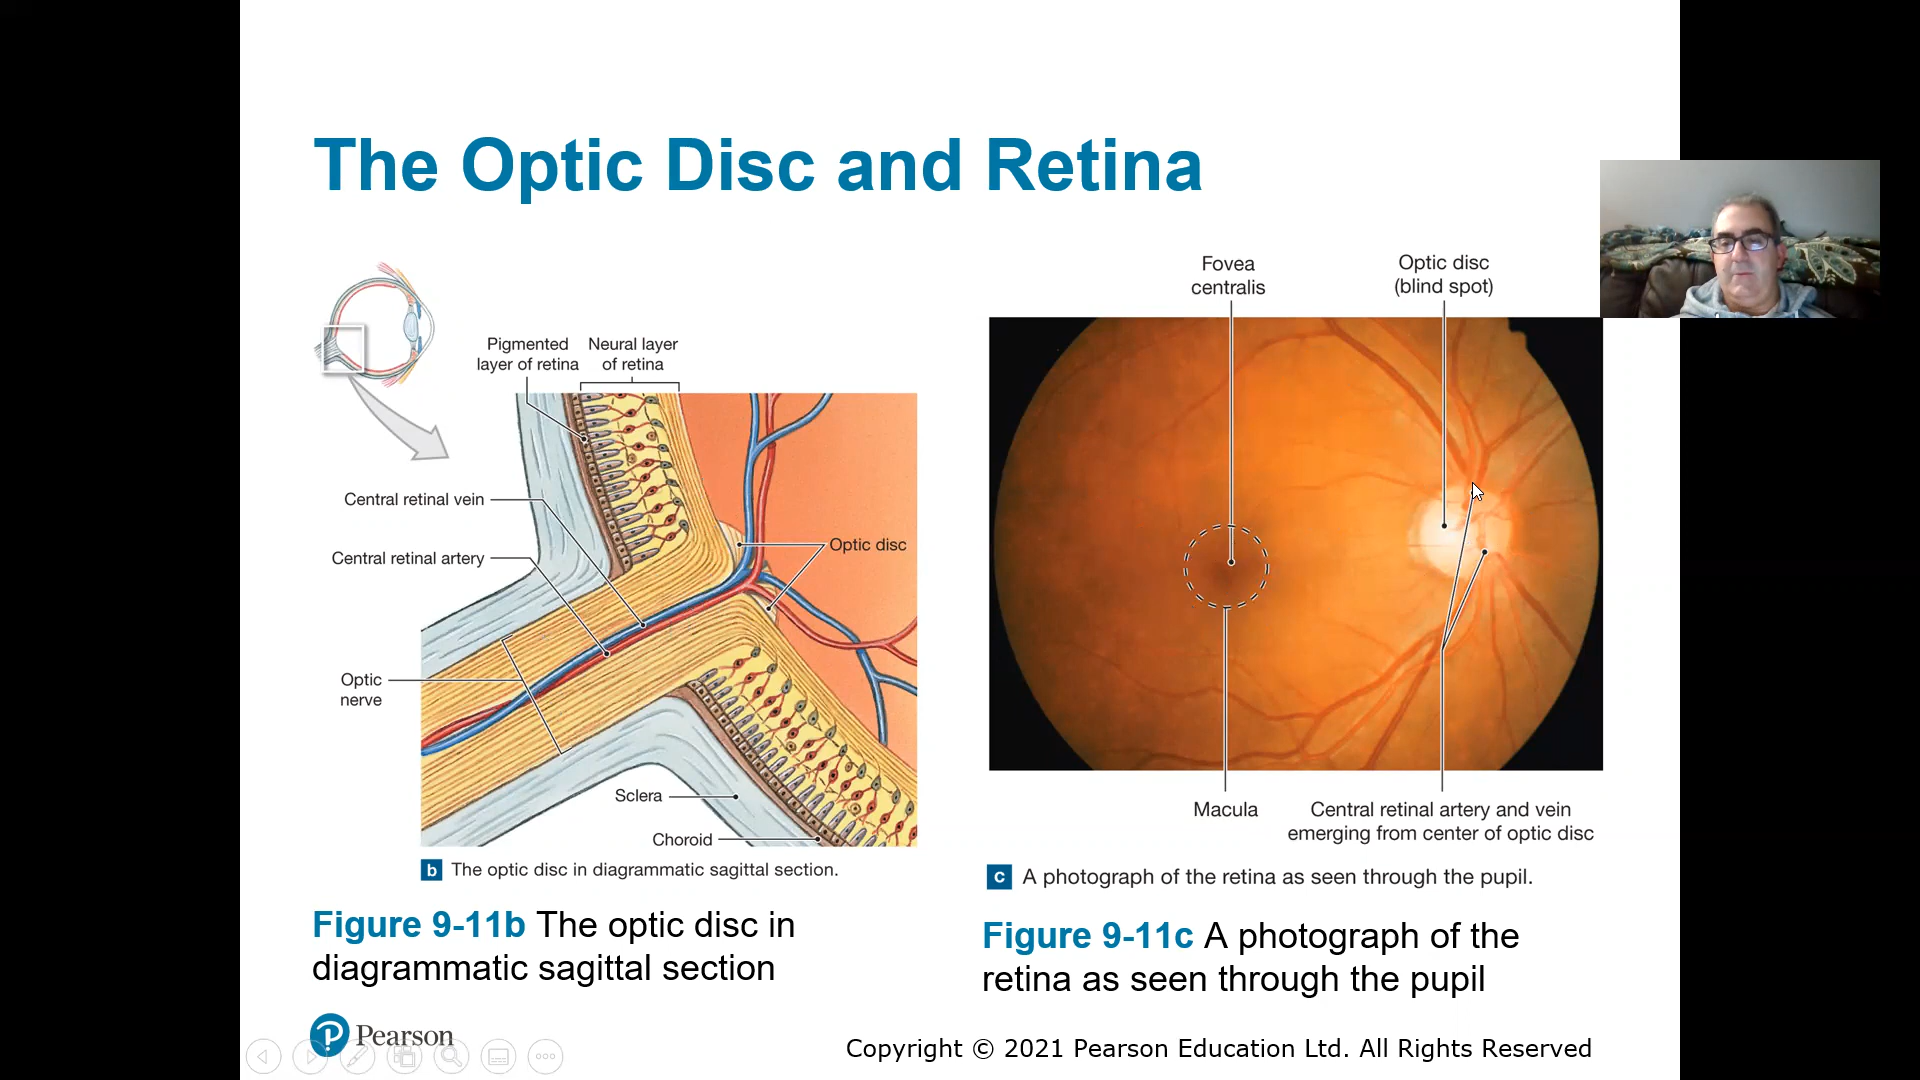 The Optic Disc and Retina
Pigmented
layer of retina
Neural layer
of retina
Central retinal vein
Central retinal artery
Optic disc
Optic
nerve
Sclera
Choroid
b The optic disc in diagrammatic sagittal section.
Figure 9-11b The optic disc in
diagrammatic sagittal section
Fovea
centralis
Optic disc
(blind spot)
Macula
Central retinal artery and vein
emerging from center of optic disc
c A photograph of the retina as seen through the pupil.
Figure 9-11c A photograph of the
retina as seen through the pupil
P Pearson
Copyright © 2021 Pearson Education Ltd. All Rights Reserved